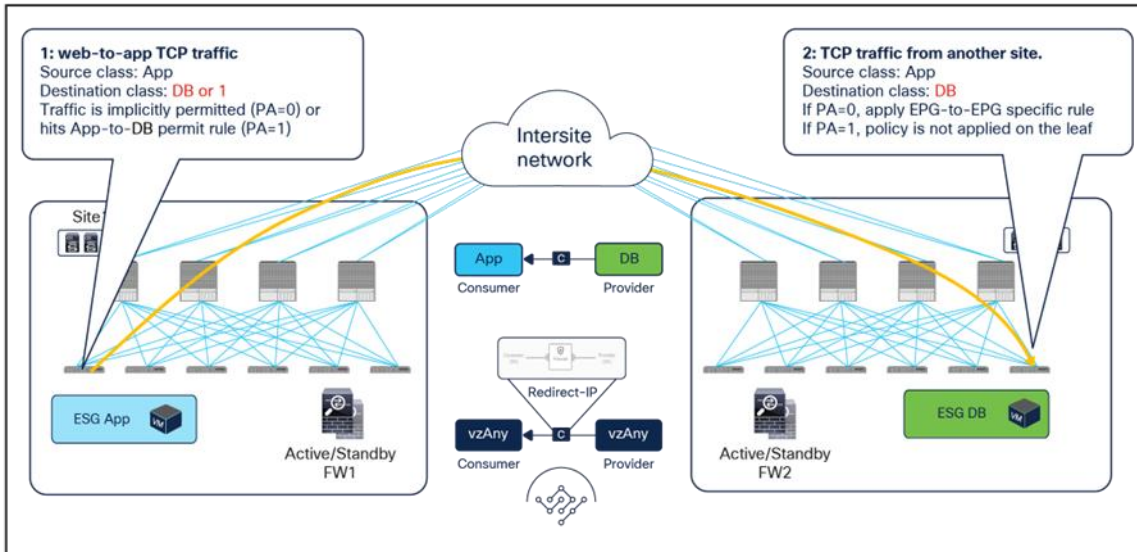 1: web-to-app TCP traffic
Source class: App
Destination class: DB or 1
Traffic is implicitly permitted (PA=0) or
hits App-to-DB permit rule (PA=1)
2: TCP traffic from another site.
Source class: App
Destination class: DB
If PA=0, apply EPG-to-EPG specific rule
If PA=1, policy is not applied on the leaf
Intersite
network
Site1
App
C
DB
Consumer
Provider
Redirect-IP
vzAny
C
vzAny
Consumer
Provider
ESG App
VM
Active/Standby
FW1
Active/Standby
FW2
ESG DB
VM